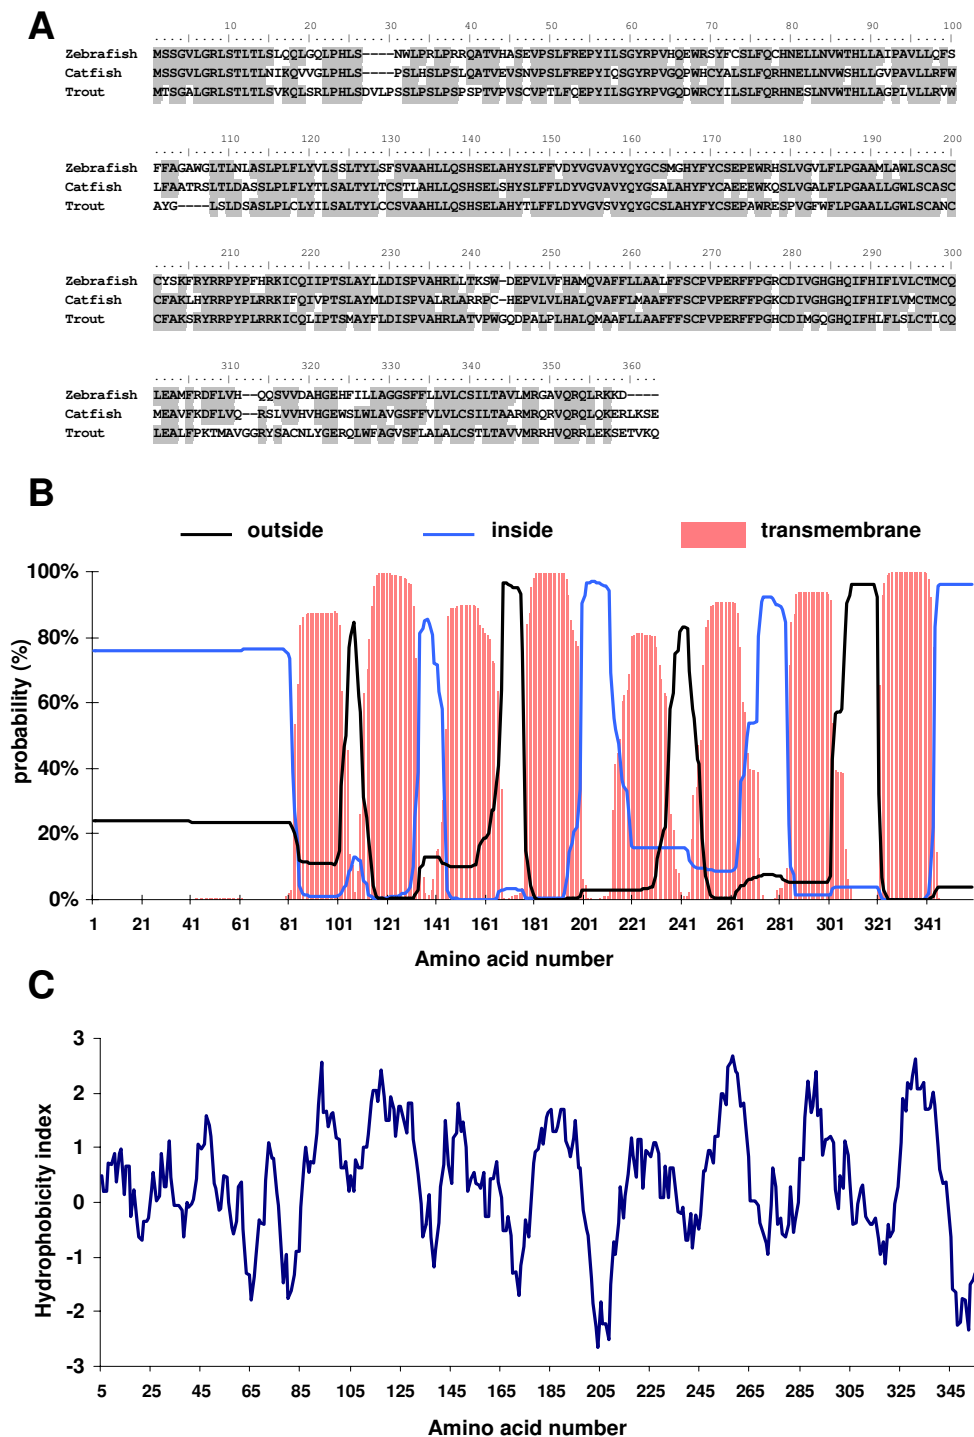 A
10 20 30 40 50 60 70 80 90 100
Zebrafish MSSGVLGRLSTLTLSLQQLGQLPHLS----NWLPRLPRRQATVHASEVPSLFREPYILSGYRPVHQEWRSYFCSLFQCHNELLNVWTHLLAIPAVLLQFS
Catfish MSSGVLGRLSTLTLNIKQVVGLPHLS----PSLHSLPSLQATVEVSNVPSLFREPYIQSGYRPVGQPWHCYALSLFQRHNELLNVWSHLLGVPAVLLRFW
Trout MTSGALGRLSTLTLSVKQLSRLPHLSDVLPSSLPSLPSPSPTVPVSCVPTLFQEPYILSGYRPVGQDWRCYILSLFQRHNESLNVWTHLLAGPLVLLRVW
110 120 130 140 150 160 170 180 190 200
Zebrafish FFAGAWGLTLNLASLPLFLYVLSSLTYLSFSVAAHLLQSHSELAHYSLFFVDYVGVAVYQYGCSMGHYFYCSEPEWRHSLVGVLFLPGAAMLAWLSCASC
Catfish LFAATRSLTLDASSLPLFLYTLSALTYLTCSTLAHLLQSHSELSHYSLFFLDYVGVAVYQYGSALAHYFYCAEEEWKQSLVGALFLPGAALLGWLSCASC
Trout AYG----LSLDSASLPLCLYILSALTYLCCSVAAHLLQSHSELAHYTLFFLDYVGVSVYQYGCSLAHYFYCSEPAWRESPVGFWFLPGAALLGWLSCANC
210 220 230 240 250 260 270 280 290 300
Zebrafish CYSKFRYRRPYPFHRKICQIIPTSLAYLLDISPVAHRLLTKSW-DEPVLVFHAMQVAFFLLAALFFSCPVPERFFPGRCDIVGHGHQIFHIFLVLCTMCQ
Catfish CFAKLHYRRPYPLRRKIFQIVPTSLAYMLDISPVALRLARRPC-HEPVLVLHALQVAFFLMAAFFFSCPVPERFFPGRCDIVGHGHQIFHIFLVMCTMCQ
Trout CFAKSRYRRPYPLRRKICQLIPTSMAYFLDISPVAHRLATVPWGQDPALPLHALQMAAFLLAAFFFSCPVPERFFPGHCDIMGQGHQIFHLFLSLCTLCQ
310 320 330 340 350 360
Zebrafish LEAMFRDFLVH--QQSVVDAHGEHFILLAGGSFFLLVLCSILTAVLMRGAVQRQLRKKD----
Catfish MEAVFKDFLVQ--RSLVVHVHGEWSLWLAVGSFFVLVLCSILTAARMRQRVQRQLQKERLKSE
Trout LEALFPKTMAVGGRYSACNLYGERQLWFAGVSFLALALCSTLTAVVMRRHVQRRLEKSETVKQ
B
outside inside transmembrane
100%
80%
60%
40%
20%
0%
probability (%)
1 21 41 61 81 101 121 141 161 181 201 221 241 261 281 301 321 341
Amino acid number
C
3
2
1
0
-1
-2
-3
Hydrophobicity index
5 25 45 65 85 105 125 145 165 185 205 225 245 265 285 305 325 345
Amino acid number